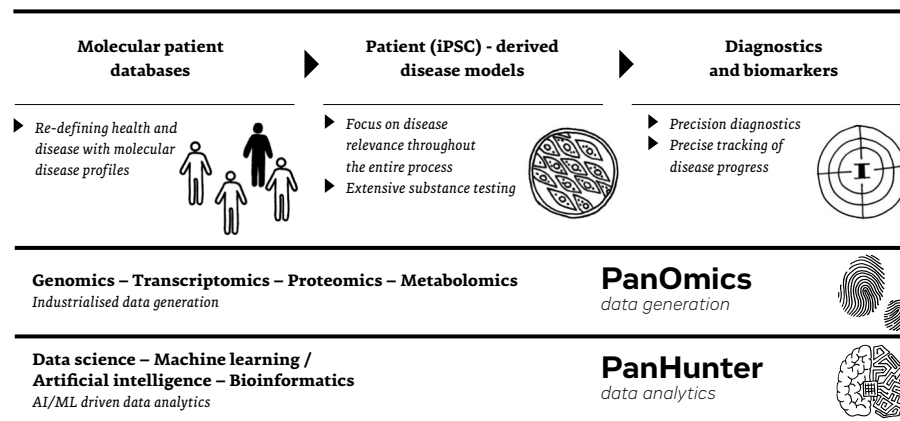 Molecular patient
databases
Patient (iPSC) - derived
disease models
Diagnostics
and biomarkers
Re-defining health and
disease with molecular
disease profiles
Focus on disease
relevance throughout
the entire process
Extensive substance testing
Precision diagnostics
Precise tracking of
disease progress
I
Genomics – Transcriptomics – Proteomics – Metabolomics
Industrialised data generation
PanOmics
data generation
Data science – Machine learning /
Artificial intelligence – Bioinformatics
AI/ML driven data analytics
PanHunter
data analytics